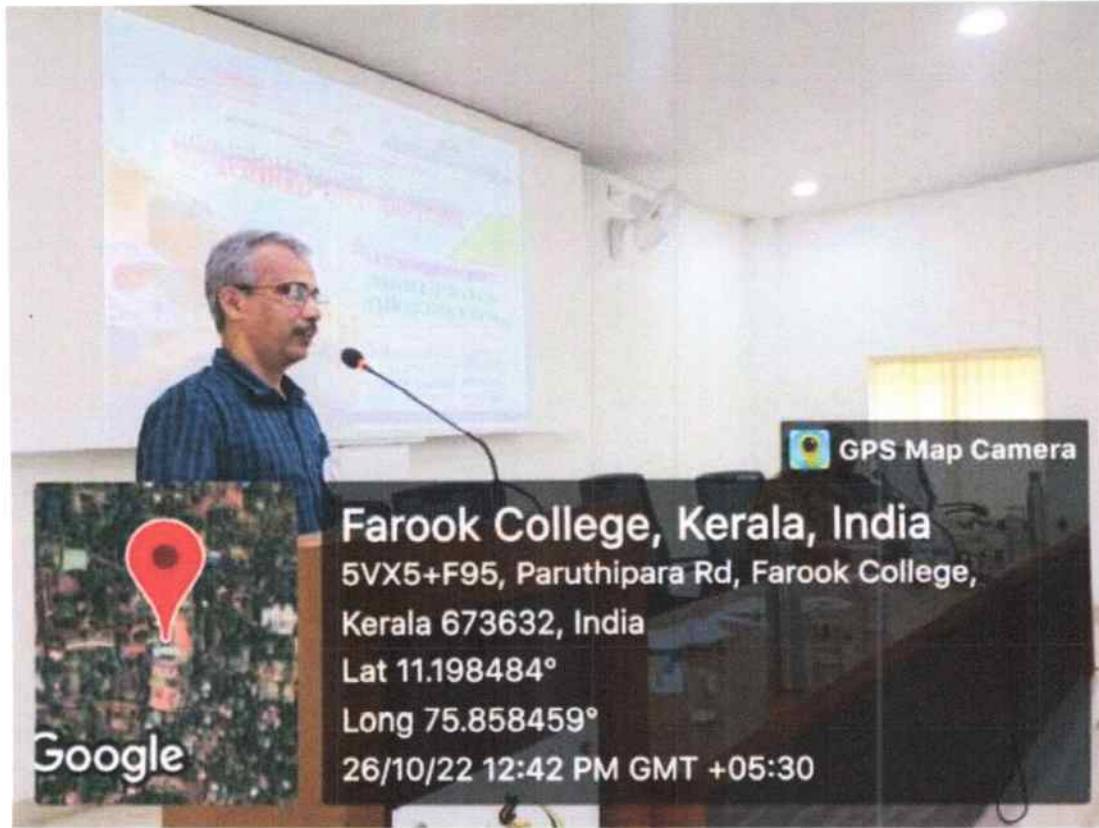 GPS Map Camera
Farook College, Kerala, India
5VX5+F95, Paruthipara Rd, Farook College,
Kerala 673632, India
Lat 11.198484°
Long 75.858459°
26/10/22 12:42 PM GMT +05:30
Google